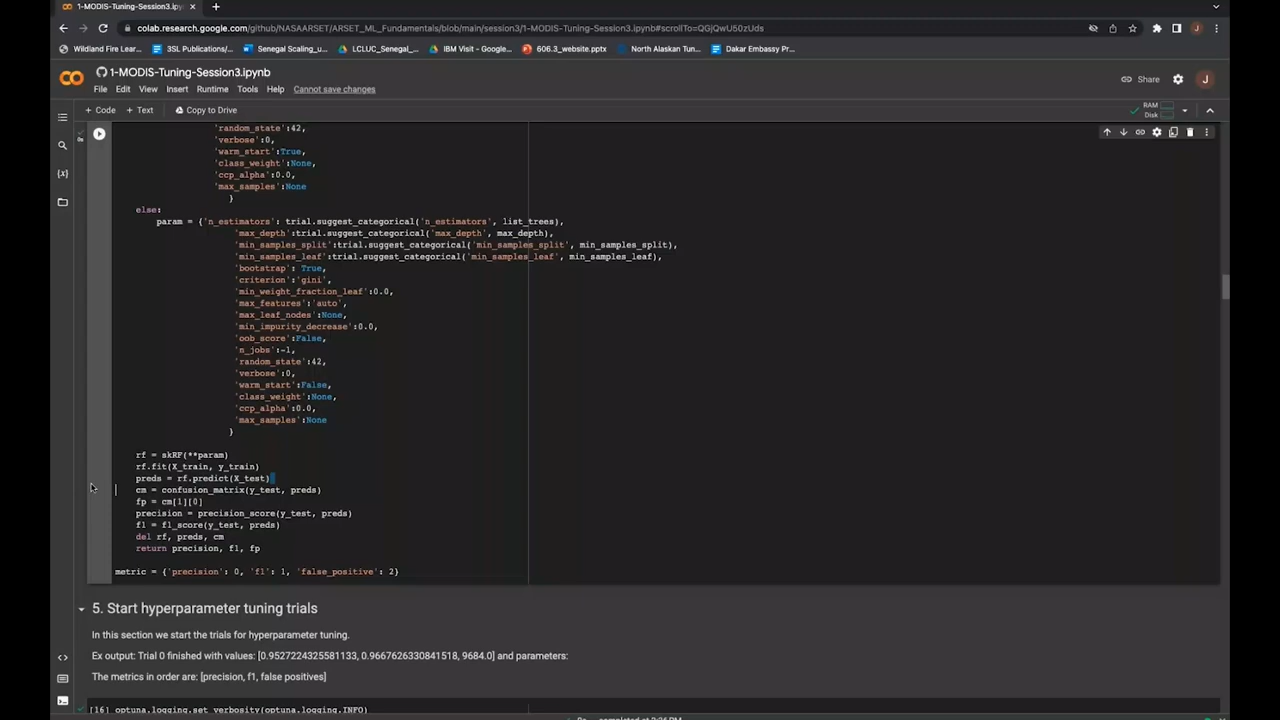 1-MODIS-Tuning-Session3.ipynb
colab.research.google.com/github/NASAARSET/ARSET_ML_Fundamentals/blob/main/session3/1-MODIS-Tuning-Session3.ipynb#scrollTo=QGjQwU50zUds
Wildland Fire Lear... 3SL Publications/... Senegal Scaling_u... LCLUC_Senegal_... IBM Visit - Google... 606.3_website.pptx North Alaskan Tun... Dakar Embassy Pr...
1-MODIS-Tuning-Session3.ipynb
Share J
File Edit View Insert Runtime Tools Help Cannot save changes
+ Code + Text Copy to Drive
RAM
Disk
'random_state':42,
'verbose':0,
'warm_start':True,
'class_weight':None,
'ccp_alpha':0.0,
'max_samples':None
}
else:
param = {'n_estimators': trial.suggest_categorical('n_estimators', list_trees),
'max_depth':trial.suggest_categorical('max_depth', max_depth),
'min_samples_split':trial.suggest_categorical('min_samples_split', min_samples_split),
'min_samples_leaf':trial.suggest_categorical('min_samples_leaf', min_samples_leaf),
'bootstrap': True,
'criterion':'gini',
'min_weight_fraction_leaf':0.0,
'max_features':'auto',
'max_leaf_nodes':None,
'min_impurity_decrease':0.0,
'oob_score':False,
'n_jobs':-1,
'random_state':42,
'verbose':0,
'warm_start':False,
'class_weight':None,
'ccp_alpha':0.0,
'max_samples':None
}
rf = skRF(**param)
rf.fit(X_train, y_train)
preds = rf.predict(X_test)
cm = confusion_matrix(y_test, preds)
fp = cm[1][0]
precision = precision_score(y_test, preds)
f1 = f1_score(y_test, preds)
del rf, preds, cm
return precision, f1, fp
metric = {'precision': 0, 'f1': 1, 'false_positive': 2}
5. Start hyperparameter tuning trials
In this section we start the trials for hyperparameter tuning.
Ex output: Trial 0 finished with values: [0.9527224325581133, 0.9667626330841518, 9684.0] and parameters:
The metrics in order are: [precision, f1, false positives]
[16] optuna.logging.set_verbosity(optuna.logging.INFO)